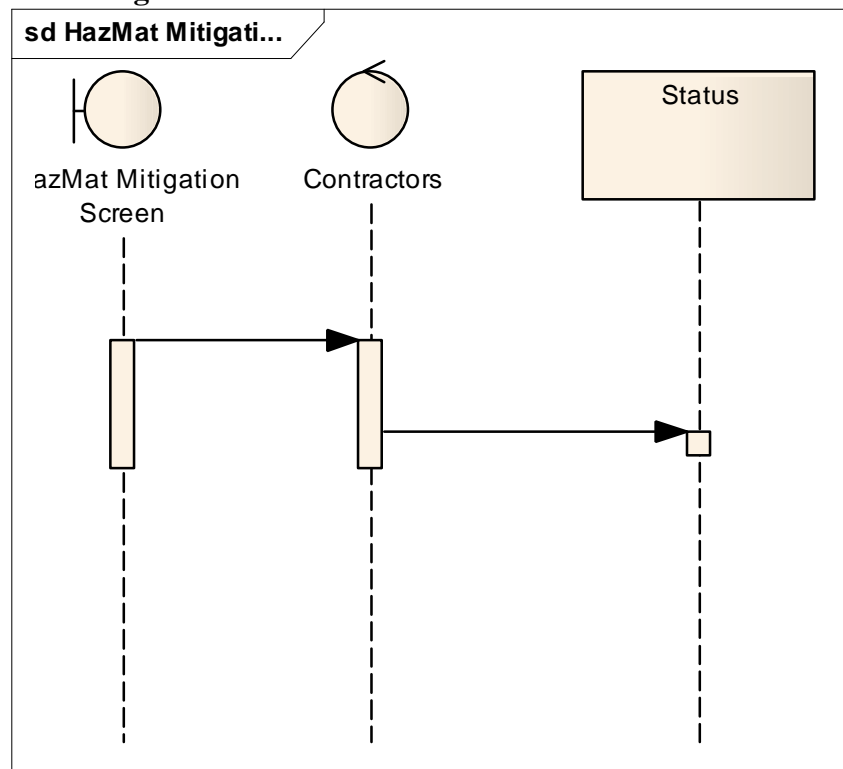 sd HazMat Mitigati...
azMat Mitigation
Screen
Contractors
Status